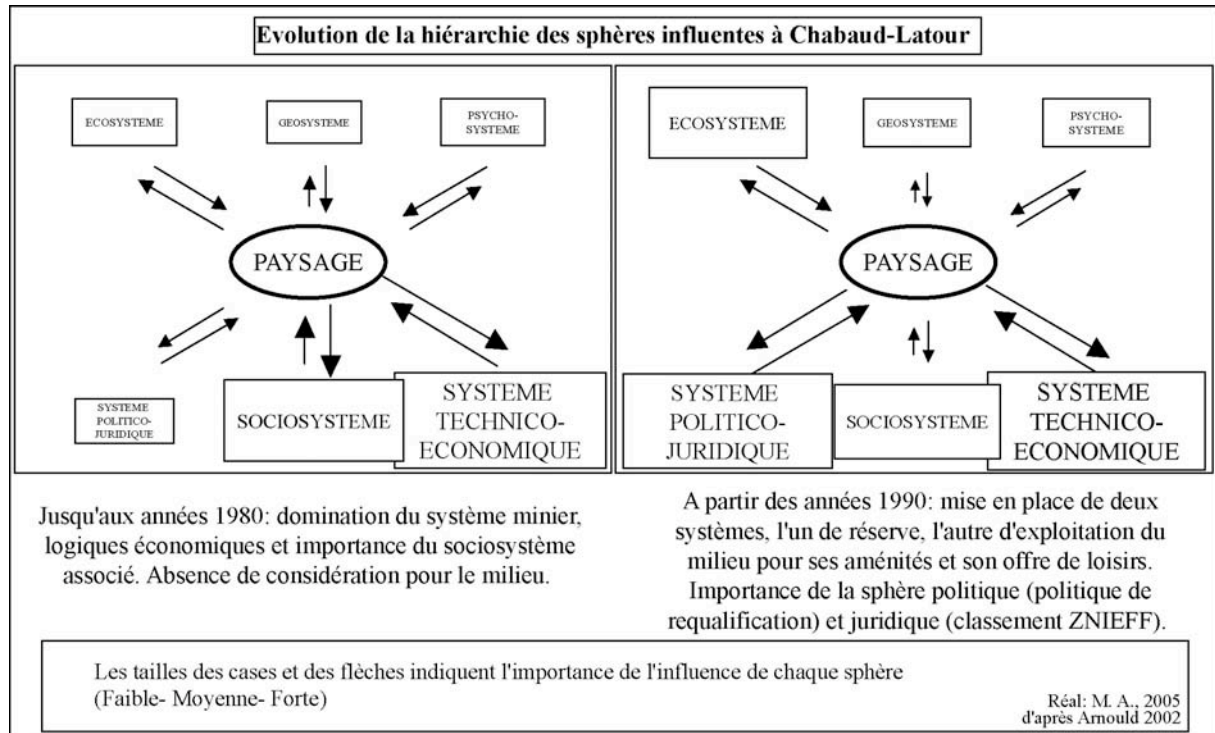 Evolution de la hiérarchie des sphères influentes à Chabaud-Latour
ECOSYSTEME
GEOSYSTEME
PSYCHO-
SYSTEME
PAYSAGE
SYSTEME
POLITICO-
JURIDIQUE
SOCIOSYSTEME
SYSTEME
TECHNICO-
ECONOMIQUE
ECOSYSTEME
GEOSYSTEME
PSYCHO-
SYSTEME
PAYSAGE
SYSTEME
POLITICO-
JURIDIQUE
SOCIOSYSTEME
SYSTEME
TECHNICO-
ECONOMIQUE
Jusqu'aux années 1980: domination du système minier,
logiques économiques et importance du sociosystème
associé. Absence de considération pour le milieu.
A partir des années 1990: mise en place de deux
systèmes, l'un de réserve, l'autre d'exploitation du
milieu pour ses aménités et son offre de loisirs.
Importance de la sphère politique (politique de
requalification) et juridique (classement ZNIEFF).
Les tailles des cases et des flèches indiquent l'importance de l'influence de chaque sphère
(Faible- Moyenne- Forte)
Réal: M. A., 2005
d'après Arnould 2002